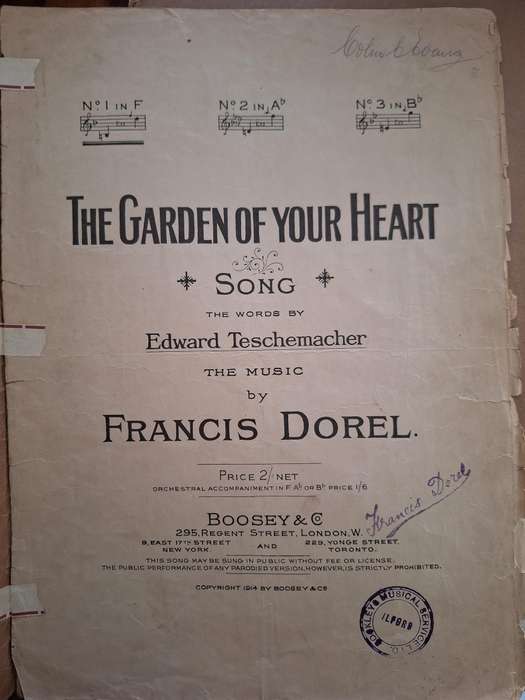 Nº 1 IN F
Nº 2 IN A♭
Nº 3 IN B♭
THE GARDEN OF YOUR HEART
SONG
THE WORDS BY
Edward Teschemacher
THE MUSIC
by
FRANCIS DOREL.
PRICE 2/- NET
ORCHESTRAL ACCOMPANIMENT IN F, A♭ OR B♭ PRICE 1/6
Francis Dorel
BOOSEY & Cº
295, REGENT STREET, LONDON, W.
9, EAST 17TH STREET
NEW YORK
AND
229, YONGE STREET,
TORONTO.
THIS SONG MAY BE SUNG IN PUBLIC WITHOUT FEE OR LICENSE.
THE PUBLIC PERFORMANCE OF ANY PARODIED VERSION, HOWEVER, IS STRICTLY PROHIBITED.
COPYRIGHT 1914 BY BOOSEY & Cº
MUSICAL SERVICE LTD.